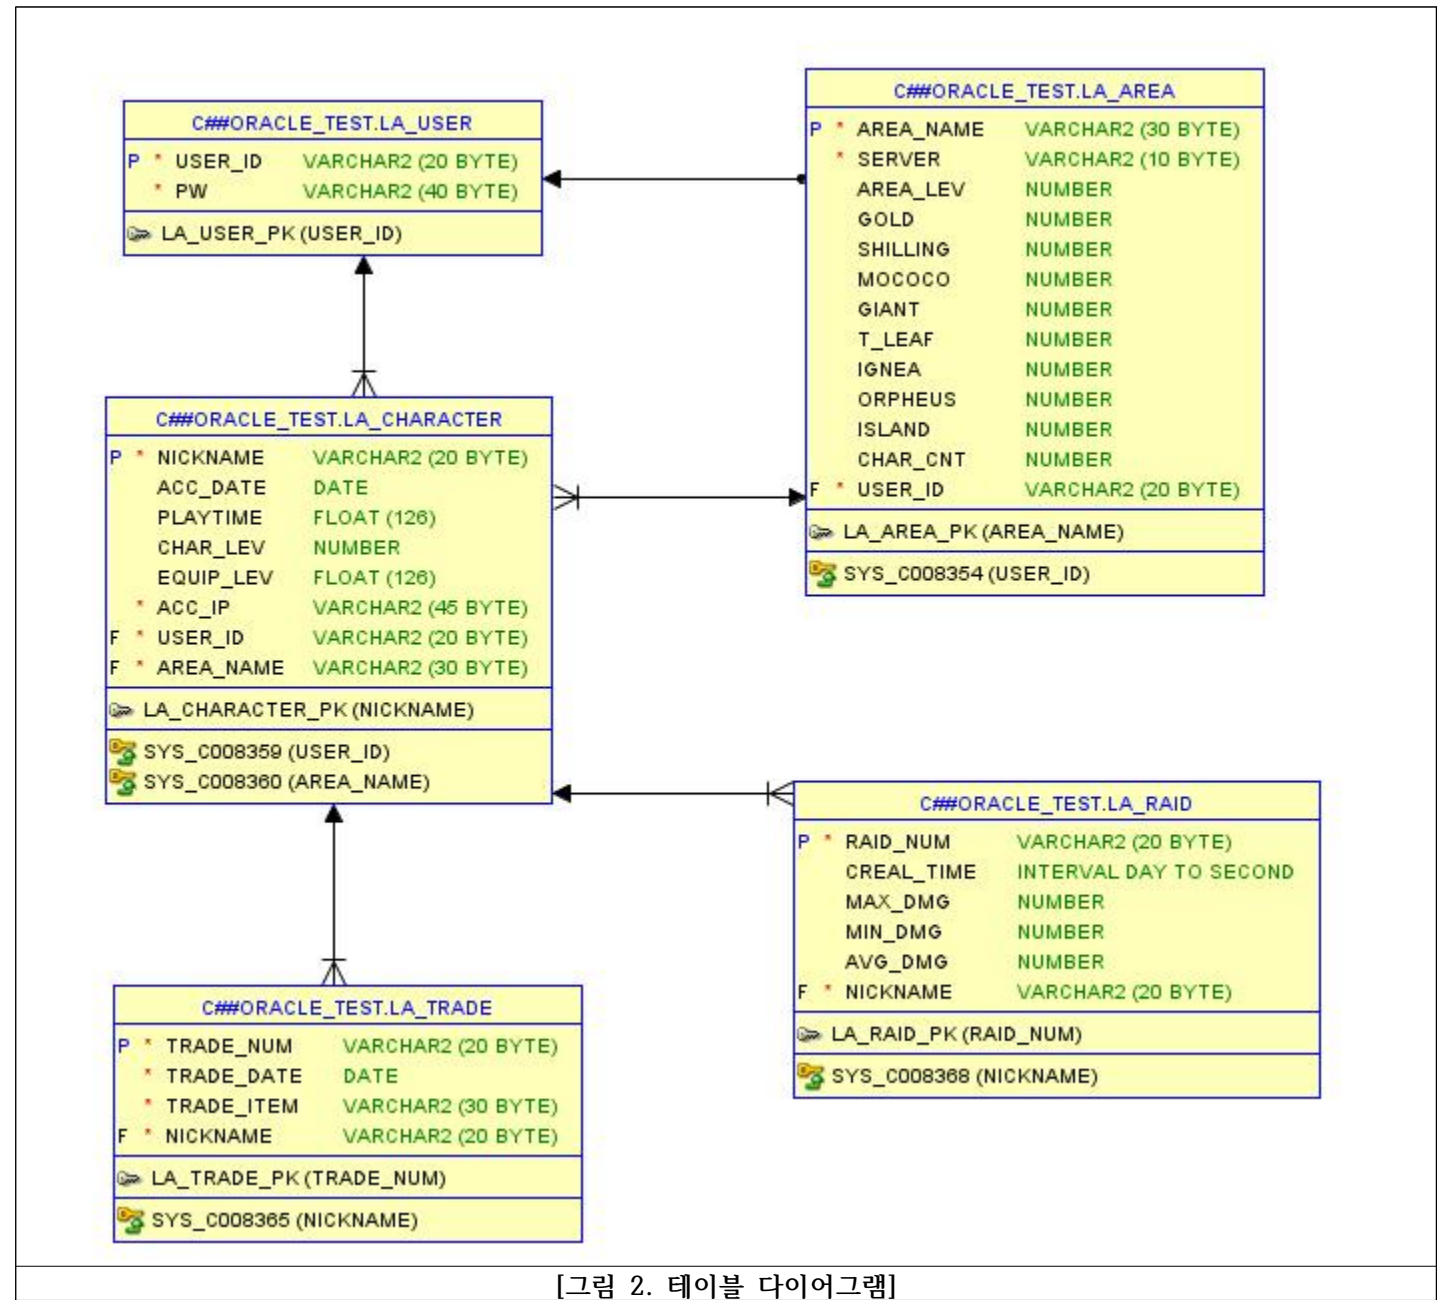 C##ORACLE_TEST.LA_USER
P * USER_ID VARCHAR2 (20 BYTE)
* PW VARCHAR2 (40 BYTE)
LA_USER_PK (USER_ID)
C##ORACLE_TEST.LA_AREA
P * AREA_NAME VARCHAR2 (30 BYTE)
* SERVER VARCHAR2 (10 BYTE)
AREA_LEV NUMBER
GOLD NUMBER
SHILLING NUMBER
MOCOCO NUMBER
GIANT NUMBER
T_LEAF NUMBER
IGNEA NUMBER
ORPHEUS NUMBER
ISLAND NUMBER
CHAR_CNT NUMBER
F * USER_ID VARCHAR2 (20 BYTE)
LA_AREA_PK (AREA_NAME)
SYS_C008354 (USER_ID)
C##ORACLE_TEST.LA_CHARACTER
P * NICKNAME VARCHAR2 (20 BYTE)
ACC_DATE DATE
PLAYTIME FLOAT (126)
CHAR_LEV NUMBER
EQUIP_LEV FLOAT (126)
* ACC_IP VARCHAR2 (45 BYTE)
F * USER_ID VARCHAR2 (20 BYTE)
F * AREA_NAME VARCHAR2 (30 BYTE)
LA_CHARACTER_PK (NICKNAME)
SYS_C008359 (USER_ID)
SYS_C008360 (AREA_NAME)
C##ORACLE_TEST.LA_RAID
P * RAID_NUM VARCHAR2 (20 BYTE)
CREAL_TIME INTERVAL DAY TO SECOND
MAX_DMG NUMBER
MIN_DMG NUMBER
AVG_DMG NUMBER
F * NICKNAME VARCHAR2 (20 BYTE)
LA_RAID_PK (RAID_NUM)
SYS_C008368 (NICKNAME)
C##ORACLE_TEST.LA_TRADE
P * TRADE_NUM VARCHAR2 (20 BYTE)
* TRADE_DATE DATE
* TRADE_ITEM VARCHAR2 (30 BYTE)
F * NICKNAME VARCHAR2 (20 BYTE)
LA_TRADE_PK (TRADE_NUM)
SYS_C008365 (NICKNAME)
[그림 2. 테이블 다이어그램]